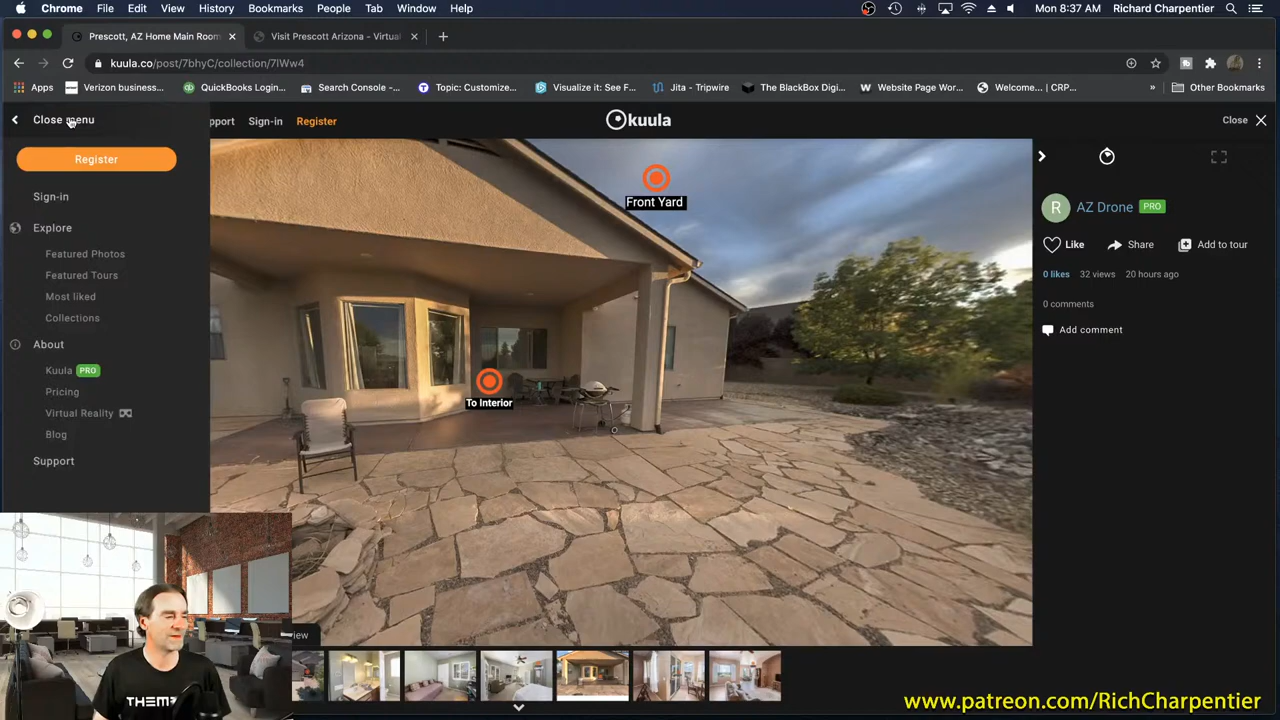 Chrome File Edit View History Bookmarks People Tab Window Help Mon 8:37 AM Richard Charpentier
Prescott, AZ Home Main Room Visit Prescott Arizona - Virtual
kuula.co/post/7bhyC/collection/7lWw4
Apps Verizon business... QuickBooks Login... Search Console -... Topic: Customize... Visualize it: See F... Jita - Tripwire The BlackBox Digi... Website Page Wo... Welcome... | CRP... » Other Bookmarks
Close menu
pport Sign-in Register
kuula
Close
Register
Sign-in
Explore
Featured Photos
Featured Tours
Most liked
Collections
About
Kuula PRO
Pricing
Virtual Reality
Blog
Support
Front Yard
To Interior
R AZ Drone PRO
Like Share Add to tour
0 likes 32 views 20 hours ago
0 comments
Add comment
iew
THEM
www.patreon.com/RichCharpentier